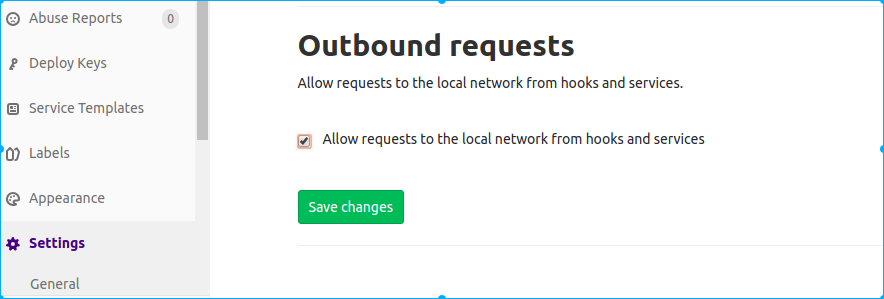 Abuse Reports 0
Deploy Keys
Service Templates
Labels
Appearance
Settings
General
Outbound requests
Allow requests to the local network from hooks and services.
Allow requests to the local network from hooks and services
Save changes